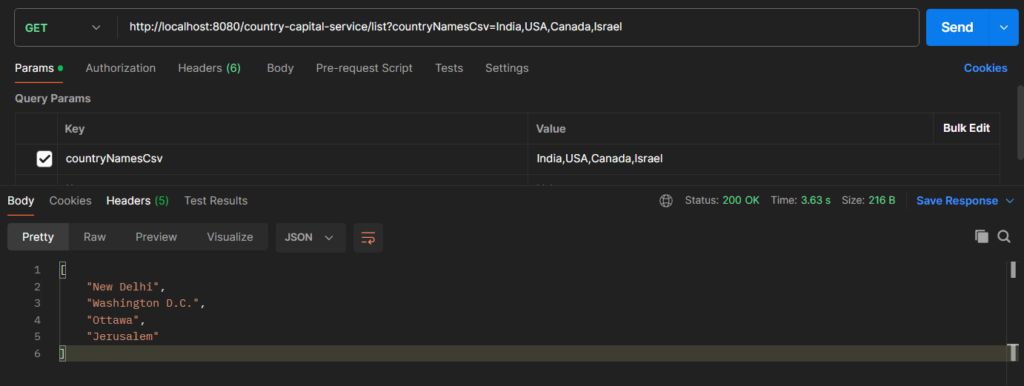 GET http://localhost:8080/country-capital-service/list?countryNamesCsv=India,USA,Canada,Israel Send
Params Authorization Headers (6) Body Pre-request Script Tests Settings Cookies
Query Params
Key Value Bulk Edit
countryNamesCsv India,USA,Canada,Israel
Body Cookies Headers (5) Test Results Status: 200 OK Time: 3.63 s Size: 216 B Save Response
Pretty Raw Preview Visualize JSON
1 [
2 "New Delhi",
3 "Washington D.C.",
4 "Ottawa",
5 "Jerusalem"
6 ]